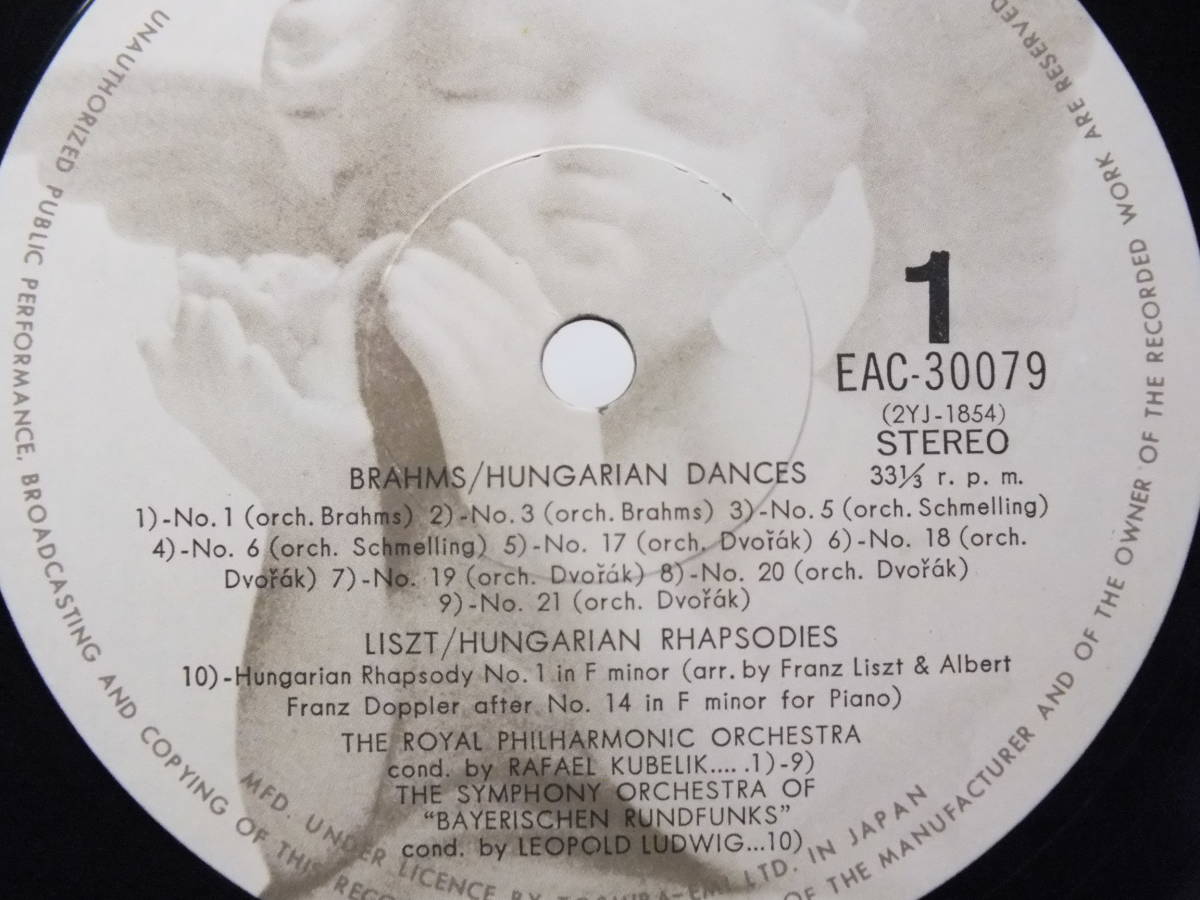 1
EAC-30079
(2YJ-1854)
STEREO
33⅓ r. p. m.
BRAHMS/HUNGARIAN DANCES
1)-No. 1 (orch. Brahms) 2)-No. 3 (orch. Brahms) 3)-No. 5 (orch. Schmelling)
4)-No. 6 (orch. Schmelling) 5)-No. 17 (orch. Dvořák) 6)-No. 18 (orch.
Dvořák) 7)-No. 19 (orch. Dvořák) 8)-No. 20 (orch. Dvořák)
9)-No. 21 (orch. Dvořák)
LISZT/HUNGARIAN RHAPSODIES
10)-Hungarian Rhapsody No. 1 in F minor (arr. by Franz Liszt & Albert
Franz Doppler after No. 14 in F minor for Piano)
THE ROYAL PHILHARMONIC ORCHESTRA
cond. by RAFAEL KUBELIK.....1)-9)
THE SYMPHONY ORCHESTRA OF
"BAYERISCHEN RUNDFUNKS"
cond. by LEOPOLD LUDWIG...10)
MFD. UNDER LICENCE BY TOSHIBA-EMI LTD. IN JAPAN
OF THE MANUFACTURER AND OF THE OWNER OF THE RECORDED WORK ARE RESERVED
UNAUTHORIZED PUBLIC PERFORMANCE, BROADCASTING AND COPYING OF THIS RECO